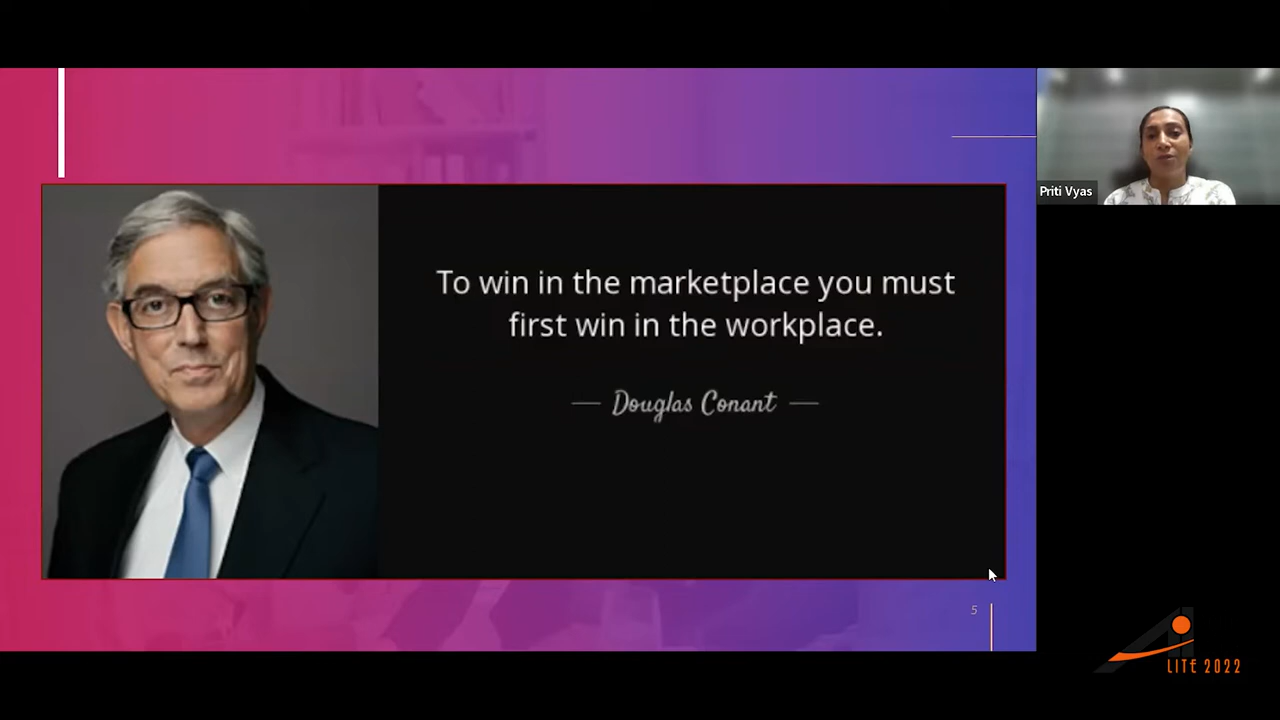 To win in the marketplace you must
first win in the workplace.
— Douglas Conant —
Priti Vyas
5
LITE 2022